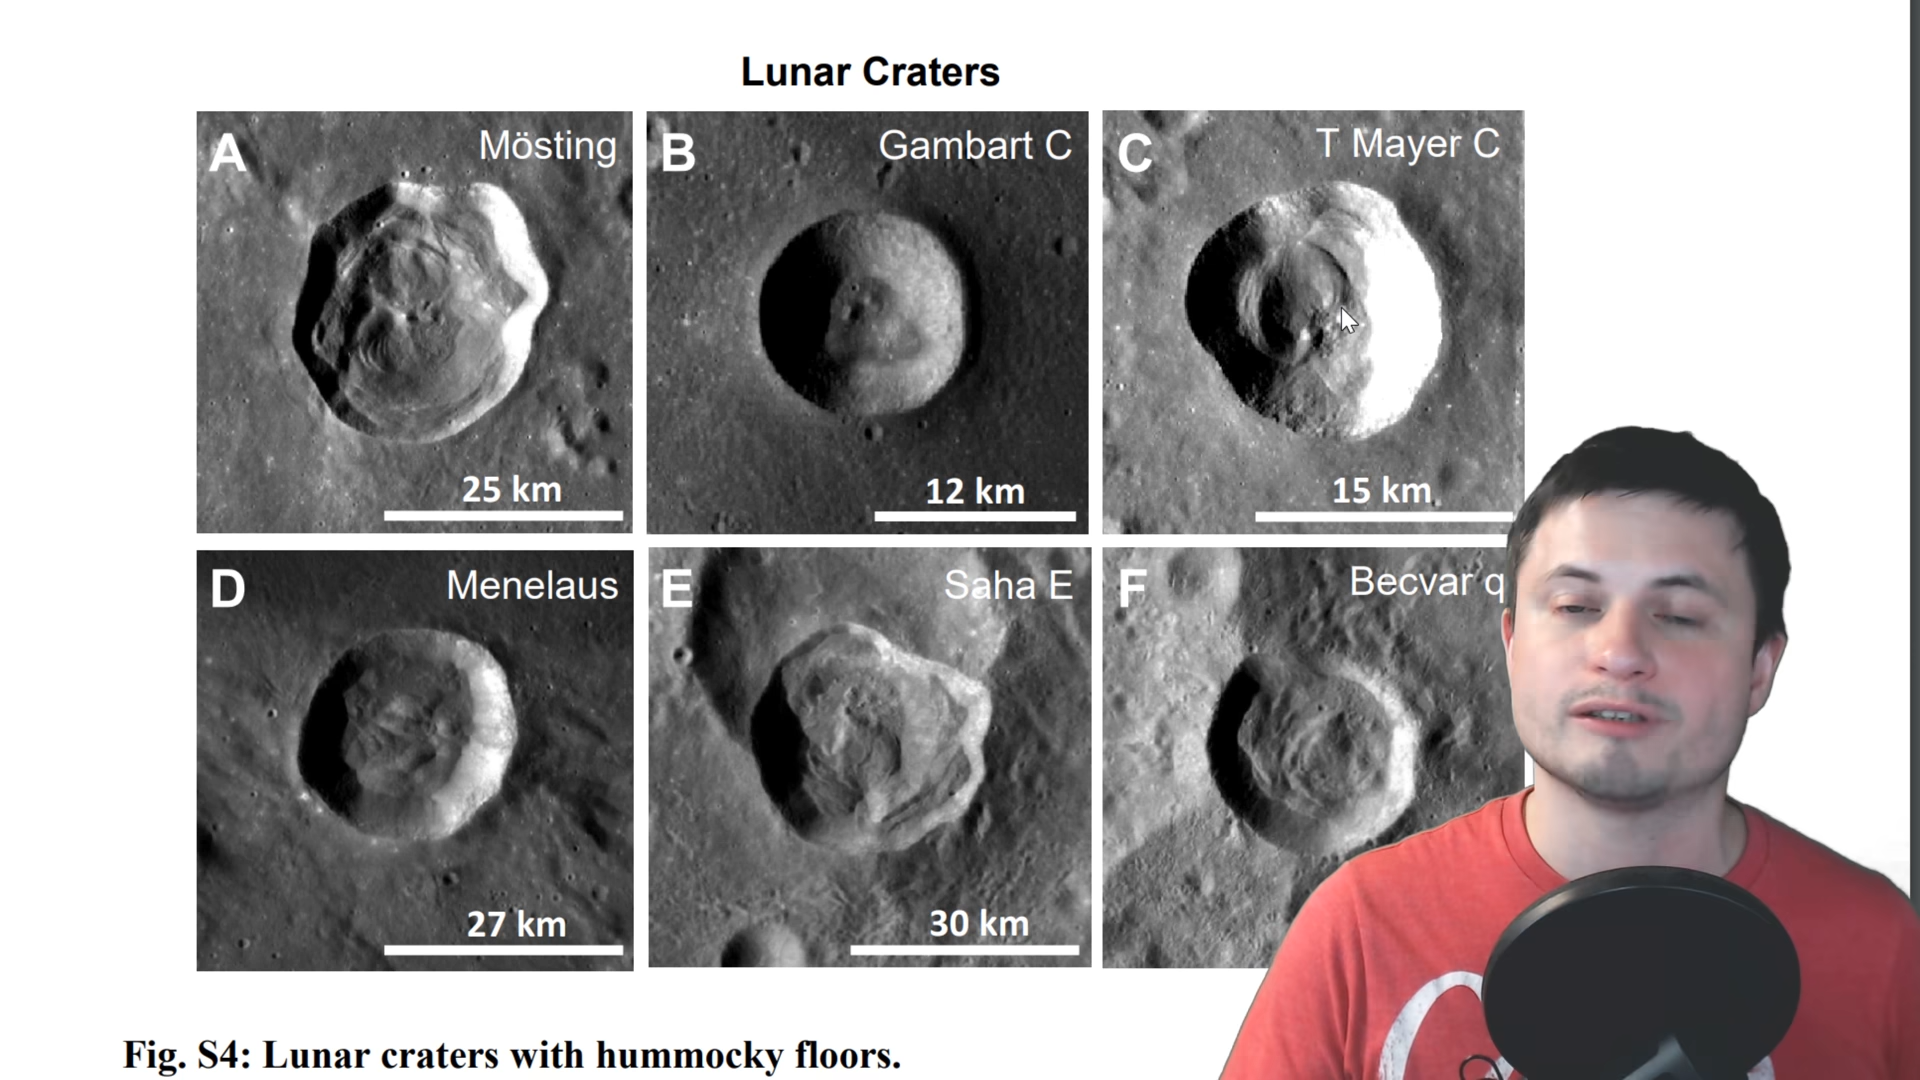 Lunar Craters
A
Mösting
25 km
B
Gambart C
12 km
C
T Mayer C
15 km
D
Menelaus
27 km
E
Saha E
30 km
F
Becvar q
Fig. S4: Lunar craters with hummocky floors.